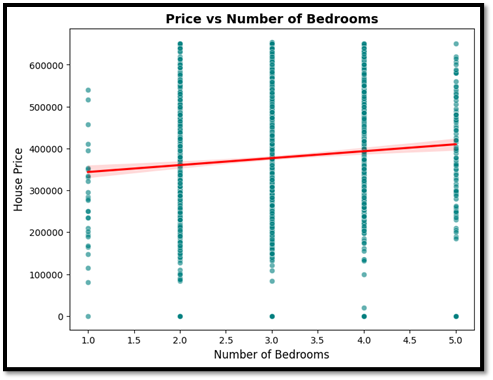 Price vs Number of Bedrooms
House Price
600000
500000
400000
300000
200000
100000
0
1.0 1.5 2.0 2.5 3.0 3.5 4.0 4.5 5.0
Number of Bedrooms